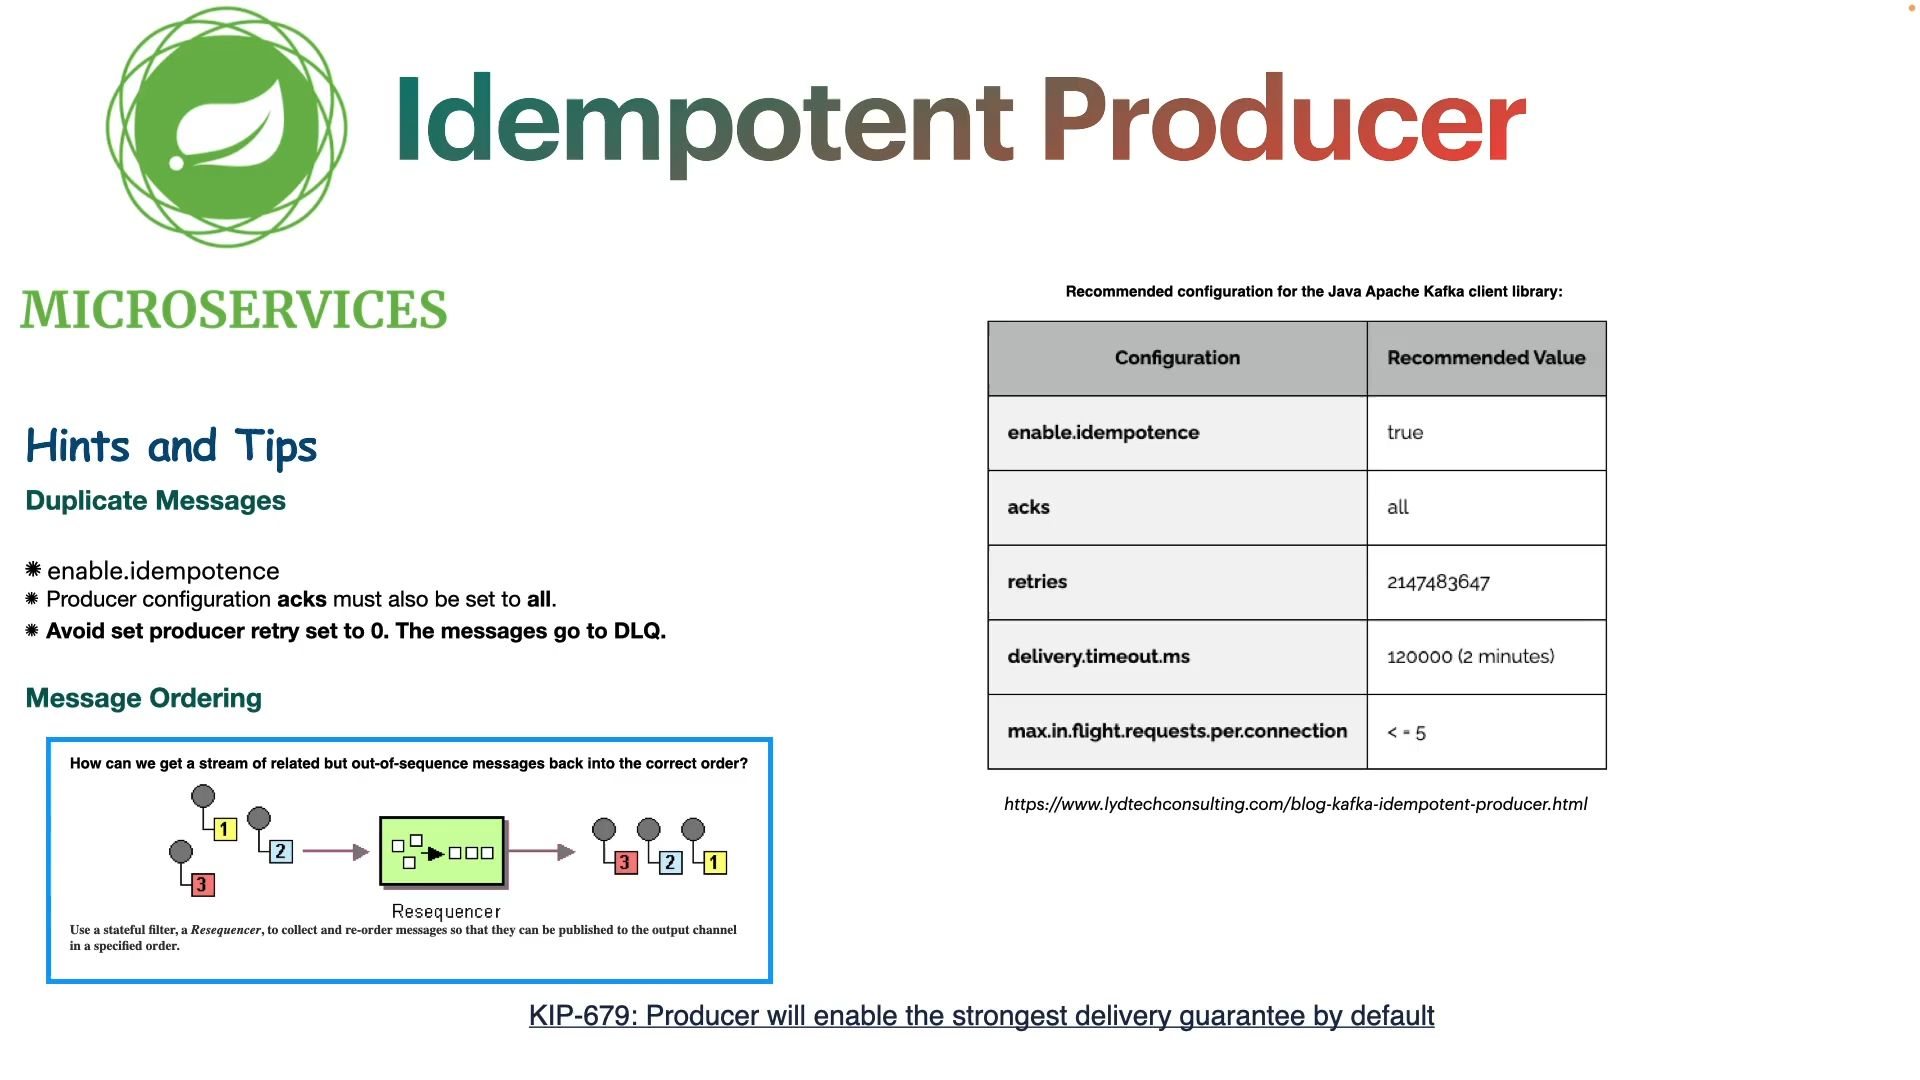 Idempotent Producer
MICROSERVICES
Hints and Tips
Duplicate Messages
enable.idempotence
Producer configuration acks must also be set to all.
Avoid set producer retry set to 0. The messages go to DLQ.
Message Ordering
How can we get a stream of related but out-of-sequence messages back into the correct order?
1
2
3
3 2 1
Resequencer
Use a stateful filter, a Resequencer, to collect and re-order messages so that they can be published to the output channel
in a specified order.
Recommended configuration for the Java Apache Kafka client library:
Configuration Recommended Value
enable.idempotence true
acks all
retries 2147483647
delivery.timeout.ms 120000 (2 minutes)
max.in.flight.requests.per.connection < = 5
https://www.lydtechconsulting.com/blog-kafka-idempotent-producer.html
KIP-679: Producer will enable the strongest delivery guarantee by default